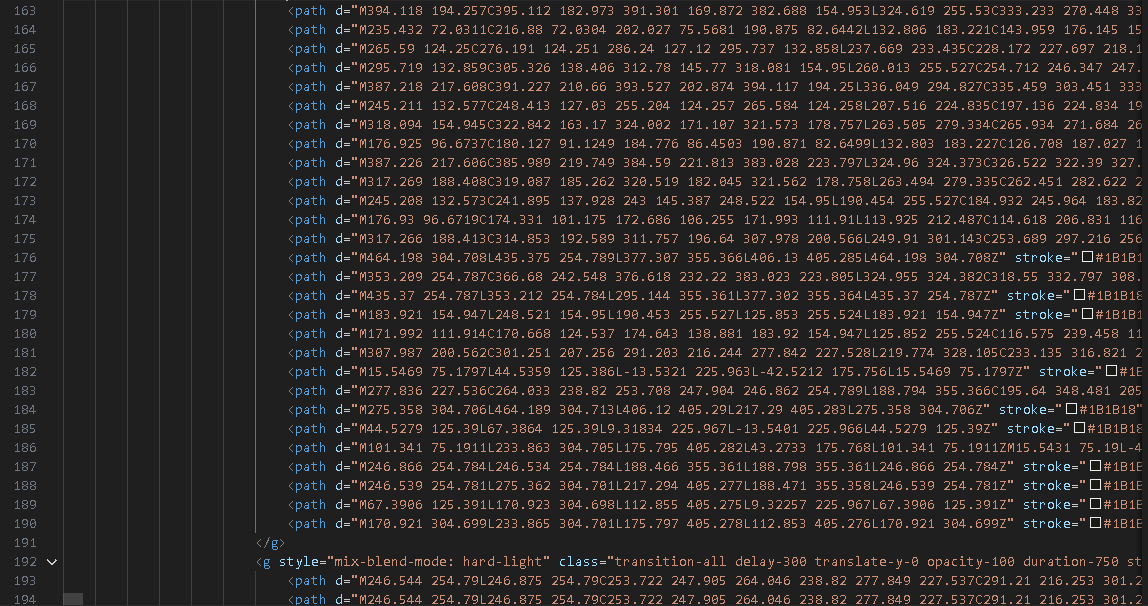 163 <path d="M394.118 194.257C395.112 182.973 391.301 169.872 382.688 154.953L324.619 255.53C333.233 270.448 33
164 <path d="M235.432 72.0311C216.88 72.0304 202.027 75.5681 190.875 82.6442L132.806 183.221C143.959 176.145 15
165 <path d="M265.59 124.25C276.191 124.251 286.24 127.12 295.737 132.858L237.669 233.435C228.172 227.697 218.1
166 <path d="M295.719 132.859C305.326 138.406 312.78 145.77 318.081 154.95L260.013 255.527C254.712 246.347 247.
167 <path d="M387.218 217.608C391.227 210.66 393.527 202.874 394.117 194.25L336.049 294.827C335.459 303.451 333
168 <path d="M245.211 132.577C248.413 127.03 255.204 124.257 265.584 124.258L207.516 224.835C197.136 224.834 19
169 <path d="M318.094 154.945C322.842 163.17 324.002 171.107 321.573 178.757L263.505 279.334C265.934 271.684 26
170 <path d="M176.925 96.6737C180.127 91.1249 184.776 86.4503 190.871 82.6499L132.803 183.227C126.708 187.027 1
171 <path d="M387.226 217.606C385.989 219.749 384.59 221.813 383.028 223.797L324.96 324.373C326.522 322.39 327.
172 <path d="M317.269 188.408C319.087 185.262 320.519 182.045 321.562 178.758L263.494 279.335C262.451 282.622 2
173 <path d="M245.208 132.573C241.895 137.928 243 145.387 248.522 154.95L190.454 255.527C184.932 245.964 183.82
174 <path d="M176.93 96.6719C174.331 101.175 172.686 106.255 171.993 111.91L113.925 212.487C114.618 206.831 116
175 <path d="M317.266 188.413C314.853 192.589 311.757 196.64 307.978 200.566L249.91 301.143C253.689 297.216 256
176 <path d="M464.198 304.708L435.375 254.789L377.307 355.366L406.13 405.285L464.198 304.708Z" stroke="#1B1B1
177 <path d="M353.209 254.787C366.68 242.548 376.618 232.22 383.023 223.805L324.955 324.382C318.55 332.797 308.
178 <path d="M435.37 254.787L353.212 254.784L295.144 355.361L377.302 355.364L435.37 254.787Z" stroke="#1B1B18
179 <path d="M183.921 154.947L248.521 154.95L190.453 255.527L125.853 255.524L183.921 154.947Z" stroke="#1B1B1
180 <path d="M171.992 111.914C170.668 124.537 174.643 138.881 183.92 154.947L125.852 255.524C116.575 239.458 11
181 <path d="M307.987 200.562C301.251 207.256 291.203 216.244 277.842 227.528L219.774 328.105C233.135 316.821 2
182 <path d="M15.5469 75.1797L44.5359 125.386L-13.5321 225.963L-42.5212 175.756L15.5469 75.1797Z" stroke="#1B
183 <path d="M277.836 227.536C264.033 238.82 253.708 247.904 246.862 254.789L188.794 355.366C195.64 348.481 205
184 <path d="M275.358 304.706L464.189 304.713L406.12 405.29L217.29 405.283L275.358 304.706Z" stroke="#1B1B18"
185 <path d="M44.5279 125.39L67.3864 125.39L9.31834 225.967L-13.5401 225.966L44.5279 125.39Z" stroke="#1B1B18
186 <path d="M101.341 75.1911L233.863 304.705L175.795 405.282L43.2733 175.768L101.341 75.1911ZM15.5431 75.19L-4
187 <path d="M246.866 254.784L246.534 254.784L188.466 355.361L188.798 355.361L246.866 254.784Z" stroke="#1B1B
188 <path d="M246.539 254.781L275.362 304.701L217.294 405.277L188.471 355.358L246.539 254.781Z" stroke="#1B1B
189 <path d="M67.3906 125.391L170.923 304.698L112.855 405.275L9.32257 225.967L67.3906 125.391Z" stroke="#1B1B
190 <path d="M170.921 304.699L233.865 304.701L175.797 405.278L112.853 405.276L170.921 304.699Z" stroke="#1B1B
191 </g>
192 <g style="mix-blend-mode: hard-light" class="transition-all delay-300 translate-y-0 opacity-100 duration-750 st
193 <path d="M246.544 254.79L246.875 254.79C253.722 247.905 264.046 238.82 277.849 227.537C291.21 216.253 301.2
194 <path d="M246.544 254.79L246.875 254.79C253.722 247.905 264.046 238.82 277.849 227.537C291.21 216.253 301.2